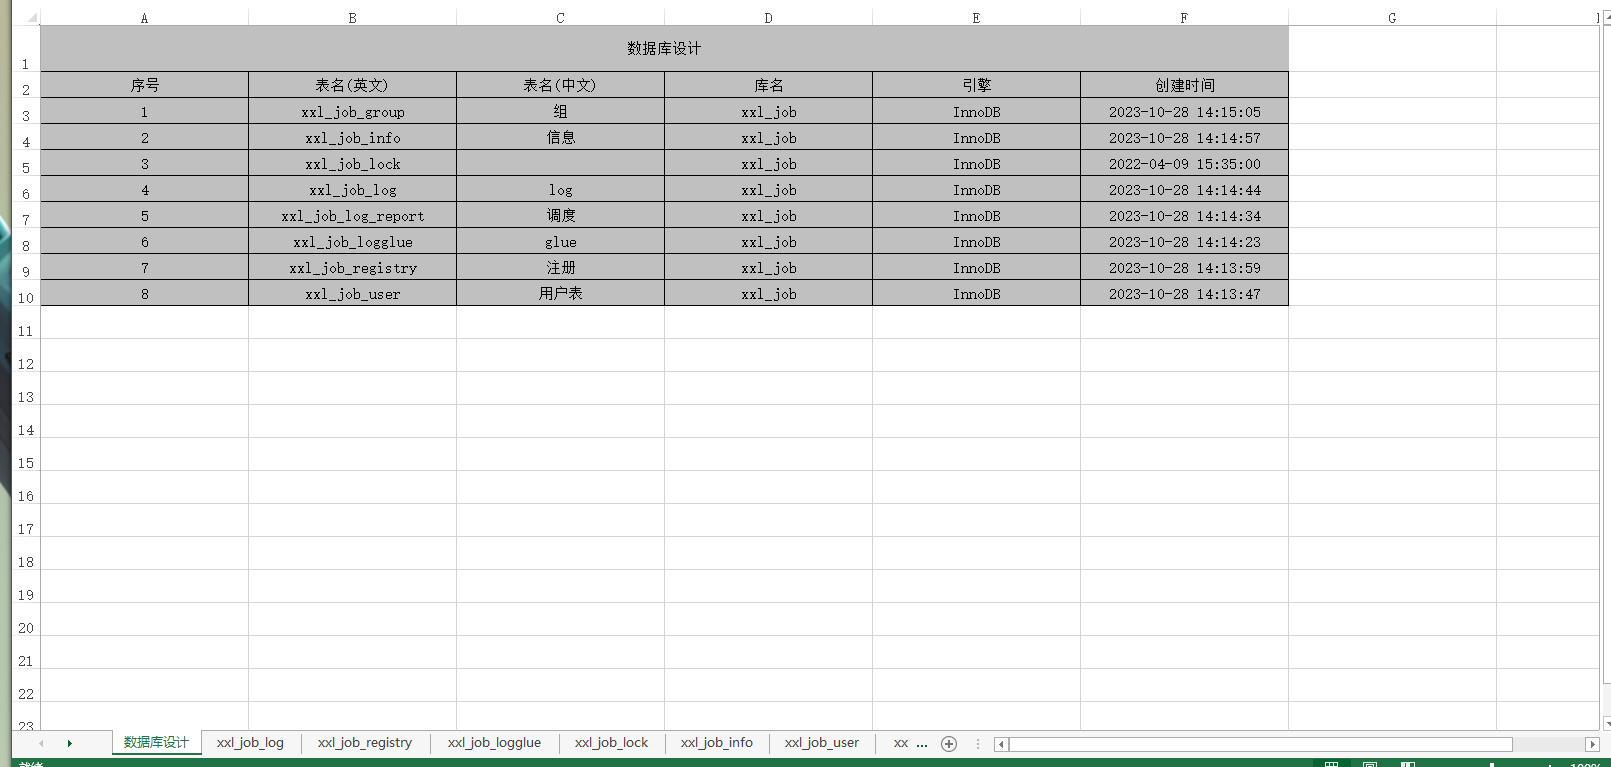 A B C D E F G
1 数据库设计
2 序号 表名(英文) 表名(中文) 库名 引擎 创建时间
3 1 xxl_job_group 组 xxl_job InnoDB 2023-10-28 14:15:05
4 2 xxl_job_info 信息 xxl_job InnoDB 2023-10-28 14:14:57
5 3 xxl_job_lock xxl_job InnoDB 2022-04-09 15:35:00
6 4 xxl_job_log log xxl_job InnoDB 2023-10-28 14:14:44
7 5 xxl_job_log_report 调度 xxl_job InnoDB 2023-10-28 14:14:34
8 6 xxl_job_logglue glue xxl_job InnoDB 2023-10-28 14:14:23
9 7 xxl_job_registry 注册 xxl_job InnoDB 2023-10-28 14:13:59
10 8 xxl_job_user 用户表 xxl_job InnoDB 2023-10-28 14:13:47
11
12
13
14
15
16
17
18
19
20
21
22
23
数据库设计 xxl_job_log xxl_job_registry xxl_job_logglue xxl_job_lock xxl_job_info xxl_job_user xx ...